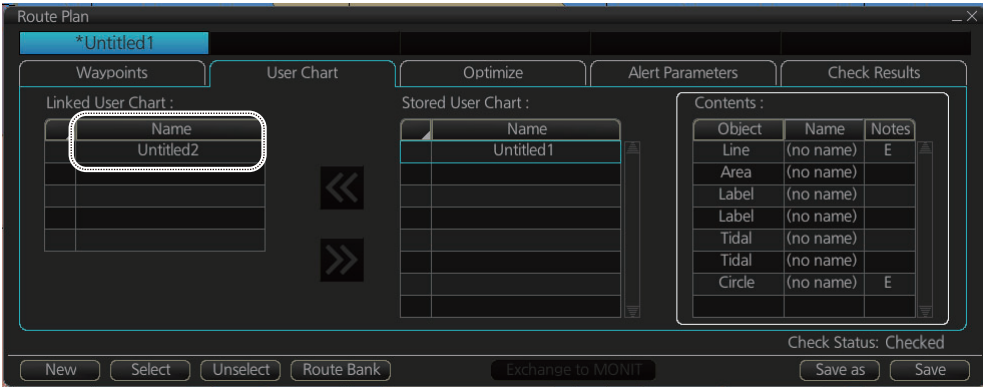 Route Plan
*Untitled1
Waypoints User Chart Optimize Alert Parameters Check Results
Linked User Chart : Stored User Chart : Contents :
Name Name Object Name Notes
Untitled2 Untitled1 Line (no name) E
Area (no name)
Label (no name)
Label (no name)
Tidal (no name)
Tidal (no name)
Circle (no name) E
Check Status: Checked
New Select Unselect Route Bank Exchange to MONIT Save as Save